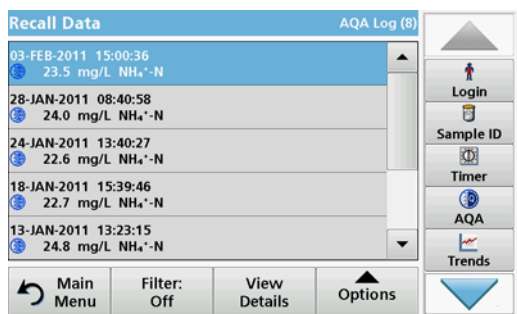 Recall Data AQA Log (8)
03-FEB-2011 15:00:36
23.5 mg/L NH₄⁺-N
28-JAN-2011 08:40:58
24.0 mg/L NH₄⁺-N
24-JAN-2011 13:40:27
22.6 mg/L NH₄⁺-N
18-JAN-2011 15:39:46
22.7 mg/L NH₄⁺-N
13-JAN-2011 13:23:15
24.8 mg/L NH₄⁺-N
Main Menu
Filter: Off
View Details
Options
Login
Sample ID
Timer
AQA
Trends